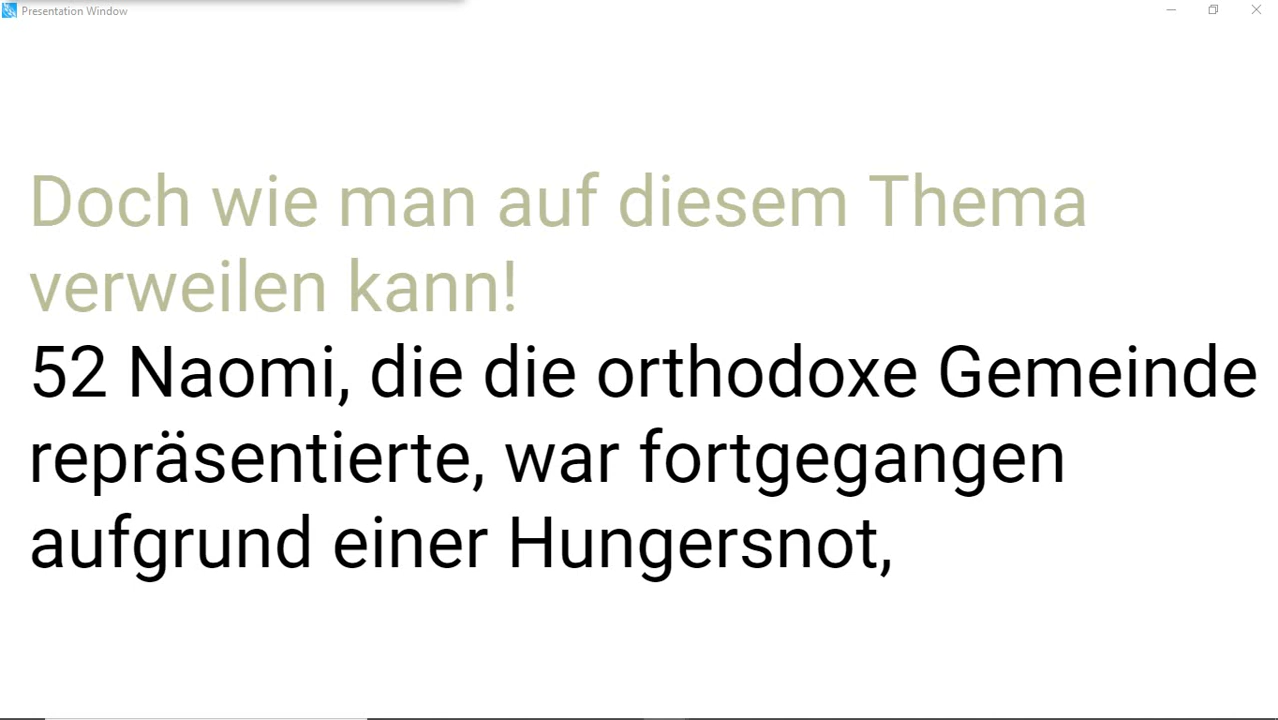 Presentation Window
Doch wie man auf diesem Thema
verweilen kann!
52 Naomi, die die orthodoxe Gemeinde
repräsentierte, war fortgegangen
aufgrund einer Hungersnot,